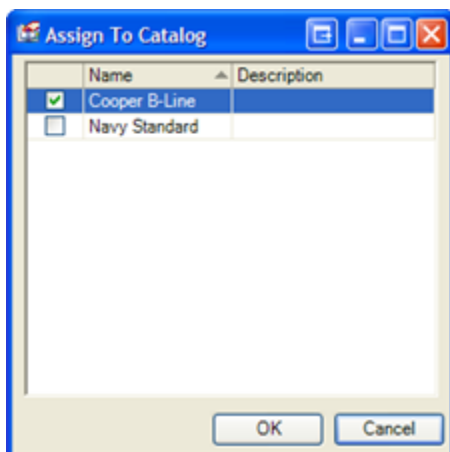 Assign To Catalog
Name Description
Cooper B-Line
Navy Standard
OK Cancel